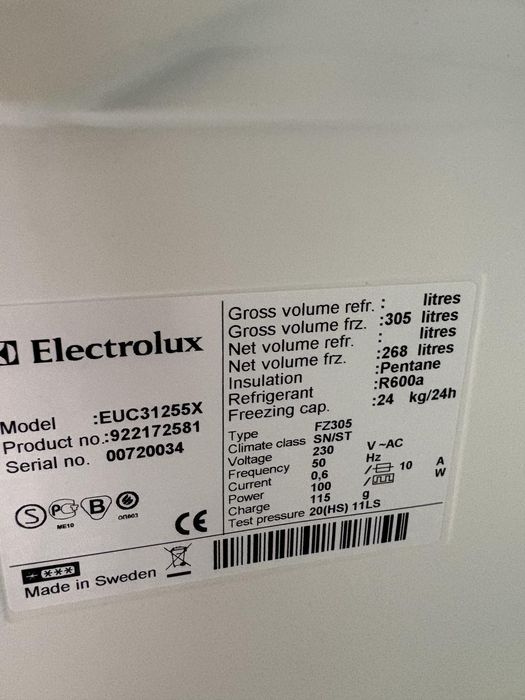 Electrolux
Model :EUC31255X
Product no.:922172581
Serial no. 00720034
S PG B
ME10 ОП003
CE
Made in Sweden
Gross volume refr. : litres
Gross volume frz. :305 litres
Net volume refr. : litres
Net volume frz. :268 litres
Insulation :Pentane
Refrigerant :R600a
Freezing cap. :24 kg/24h
Type FZ305
Climate class SN/ST
Voltage 230 V ~AC
Frequency 50 Hz
Current 0,6 / 10 A
Power 100 / W
Charge 115 g
Test pressure 20(HS) 11LS